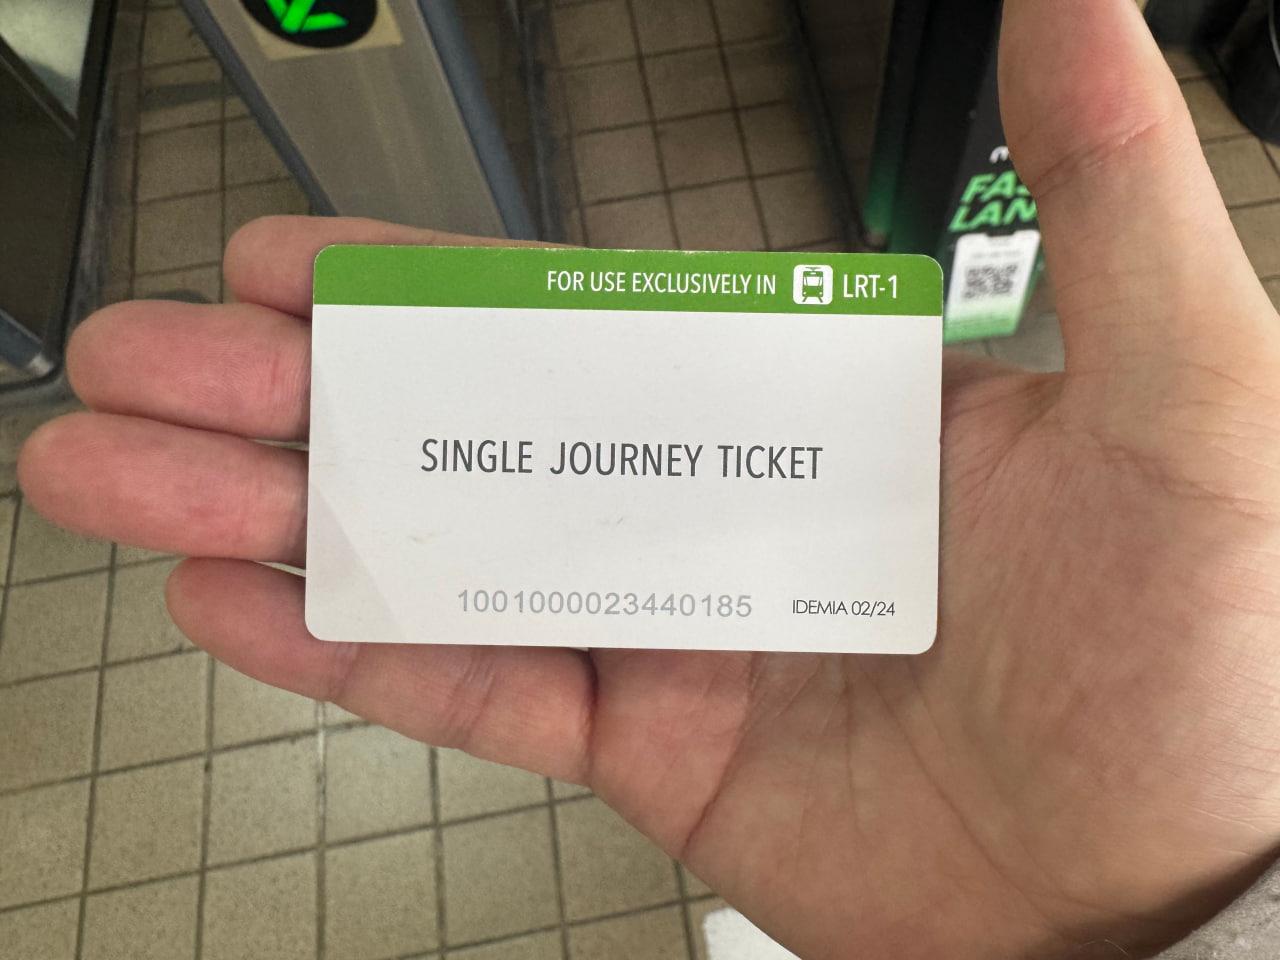 FOR USE EXCLUSIVELY IN LRT-1
SINGLE JOURNEY TICKET
1001000023440185 IDEMIA 02/24